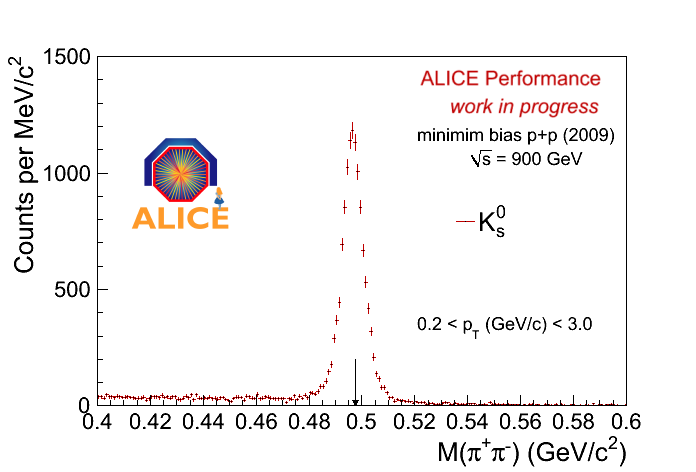 1500
1000
500
0
Counts per MeV/c²
ALICE
ALICE Performance
work in progress
minimim bias p+p (2009)
√s = 900 GeV
—K⁰ₛ
0.2 < p_T (GeV/c) < 3.0
0.4 0.42 0.44 0.46 0.48 0.5 0.52 0.54 0.56 0.58 0.6
M(π⁺π⁻) (GeV/c²)